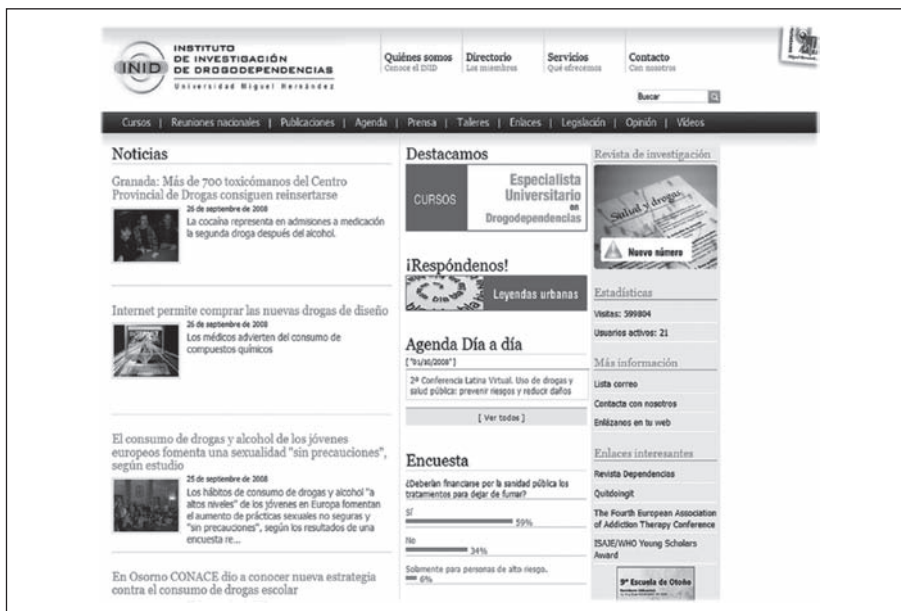 INID
INSTITUTO
DE INVESTIGACIÓN
DE DROGODEPENDENCIAS
Universidad Miguel Hernández
Quiénes somos
Conoce el INID
Directorio
Los miembros
Servicios
Qué ofrecemos
Contacto
Con nosotros
Buscar
Cursos | Reuniones nacionales | Publicaciones | Agenda | Prensa | Talleres | Enlaces | Legislación | Opinión | Vídeos
Noticias
Granada: Más de 700 toxicómanos del Centro
Provincial de Drogas consiguen reinsertarse
26 de septiembre de 2008
La cocaína representa en admisiones a medicación
la segunda droga después del alcohol.
Internet permite comprar las nuevas drogas de diseño
26 de septiembre de 2008
Los médicos advierten del consumo de
compuestos químicos
El consumo de drogas y alcohol de los jóvenes
europeos fomenta una sexualidad "sin precauciones",
según estudio
25 de septiembre de 2008
Los hábitos de consumo de drogas y alcohol "a
altos niveles" de los jóvenes en Europa fomentan
el aumento de prácticas sexuales no seguras y
"sin precauciones", según los resultados de una
encuesta re...
En Osorno CONACE dio a conocer nueva estrategia
contra el consumo de drogas escolar
Destacamos
CURSOS
Especialista
Universitario
en
Drogodependencias
¡Respóndenos!
Leyendas urbanas
Agenda Día a día
[ "01/10/2008" ]
2ª Conferencia Latina Virtual. Uso de drogas y
salud pública: prevenir riesgos y reducir daños
[ Ver todos ]
Encuesta
¿Deberían financiarse por la sanidad pública los
tratamientos para dejar de fumar?
Sí
59%
No
34%
Solamente para personas de alto riesgo.
6%
Revista de investigación
Salud y drogas
Nuevo número
Estadísticas
Visitas: 599804
Usuarios activos: 21
Más información
Lista correo
Contacta con nosotros
Enlázanos en tu web
Enlaces interesantes
Revista Dependencias
Quitdoingit
The Fourth European Association
of Addiction Therapy Conference
ISAJE/WHO Young Scholars
Award
9ª Escuela de Otoño